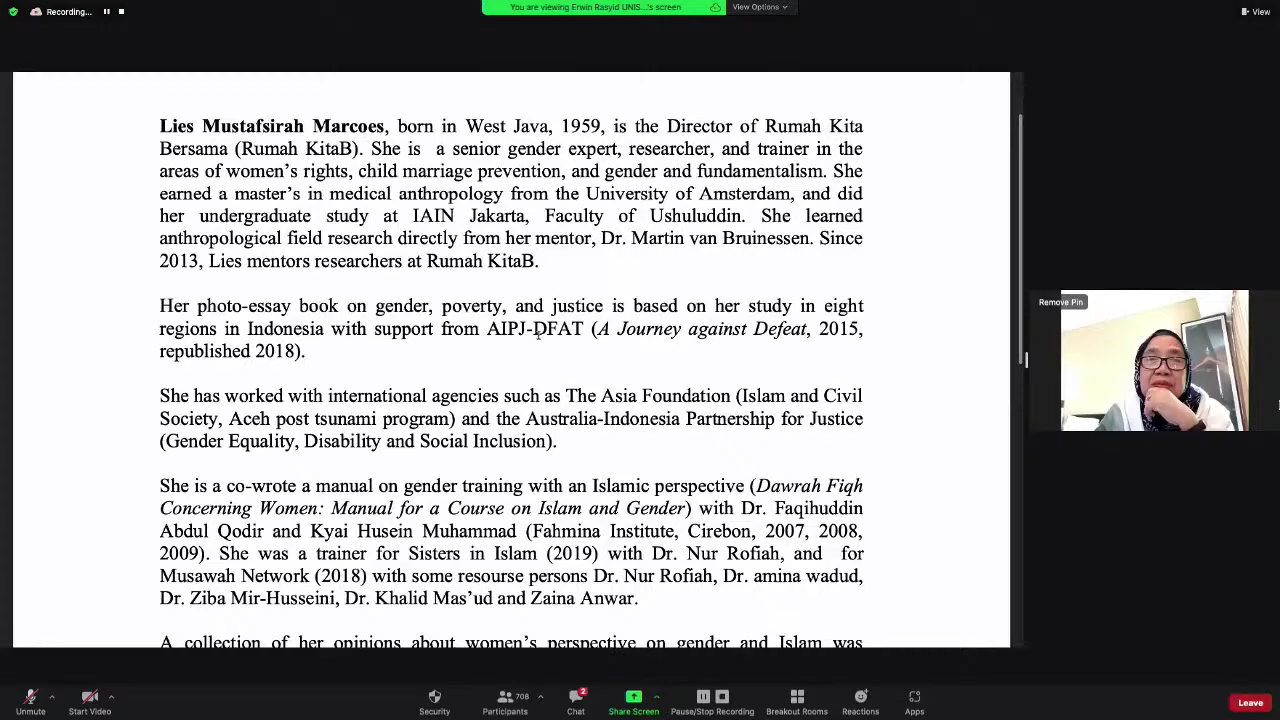 Recording...
You are viewing Erwin Rasyid UNIS...'s screen
View Options
View
Lies Mustafsirah Marcoes, born in West Java, 1959, is the Director of Rumah Kita
Bersama (Rumah KitaB). She is a senior gender expert, researcher, and trainer in the
areas of women's rights, child marriage prevention, and gender and fundamentalism. She
earned a master's in medical anthropology from the University of Amsterdam, and did
her undergraduate study at IAIN Jakarta, Faculty of Ushuluddin. She learned
anthropological field research directly from her mentor, Dr. Martin van Bruinessen. Since
2013, Lies mentors researchers at Rumah KitaB.
Her photo-essay book on gender, poverty, and justice is based on her study in eight
regions in Indonesia with support from AIPJ-DFAT (A Journey against Defeat, 2015,
republished 2018).
She has worked with international agencies such as The Asia Foundation (Islam and Civil
Society, Aceh post tsunami program) and the Australia-Indonesia Partnership for Justice
(Gender Equality, Disability and Social Inclusion).
She is a co-wrote a manual on gender training with an Islamic perspective (Dawrah Fiqh
Concerning Women: Manual for a Course on Islam and Gender) with Dr. Faqihuddin
Abdul Qodir and Kyai Husein Muhammad (Fahmina Institute, Cirebon, 2007, 2008,
2009). She was a trainer for Sisters in Islam (2019) with Dr. Nur Rofiah, and for
Musawah Network (2018) with some resourse persons Dr. Nur Rofiah, Dr. amina wadud,
Dr. Ziba Mir-Husseini, Dr. Khalid Mas'ud and Zaina Anwar.
A collection of her opinions about women's perspective on gender and Islam was
Remove Pin
Unmute
Start Video
Security
Participants
708
Chat
2
Share Screen
Pause/Stop Recording
Breakout Rooms
Reactions
Apps
Leave